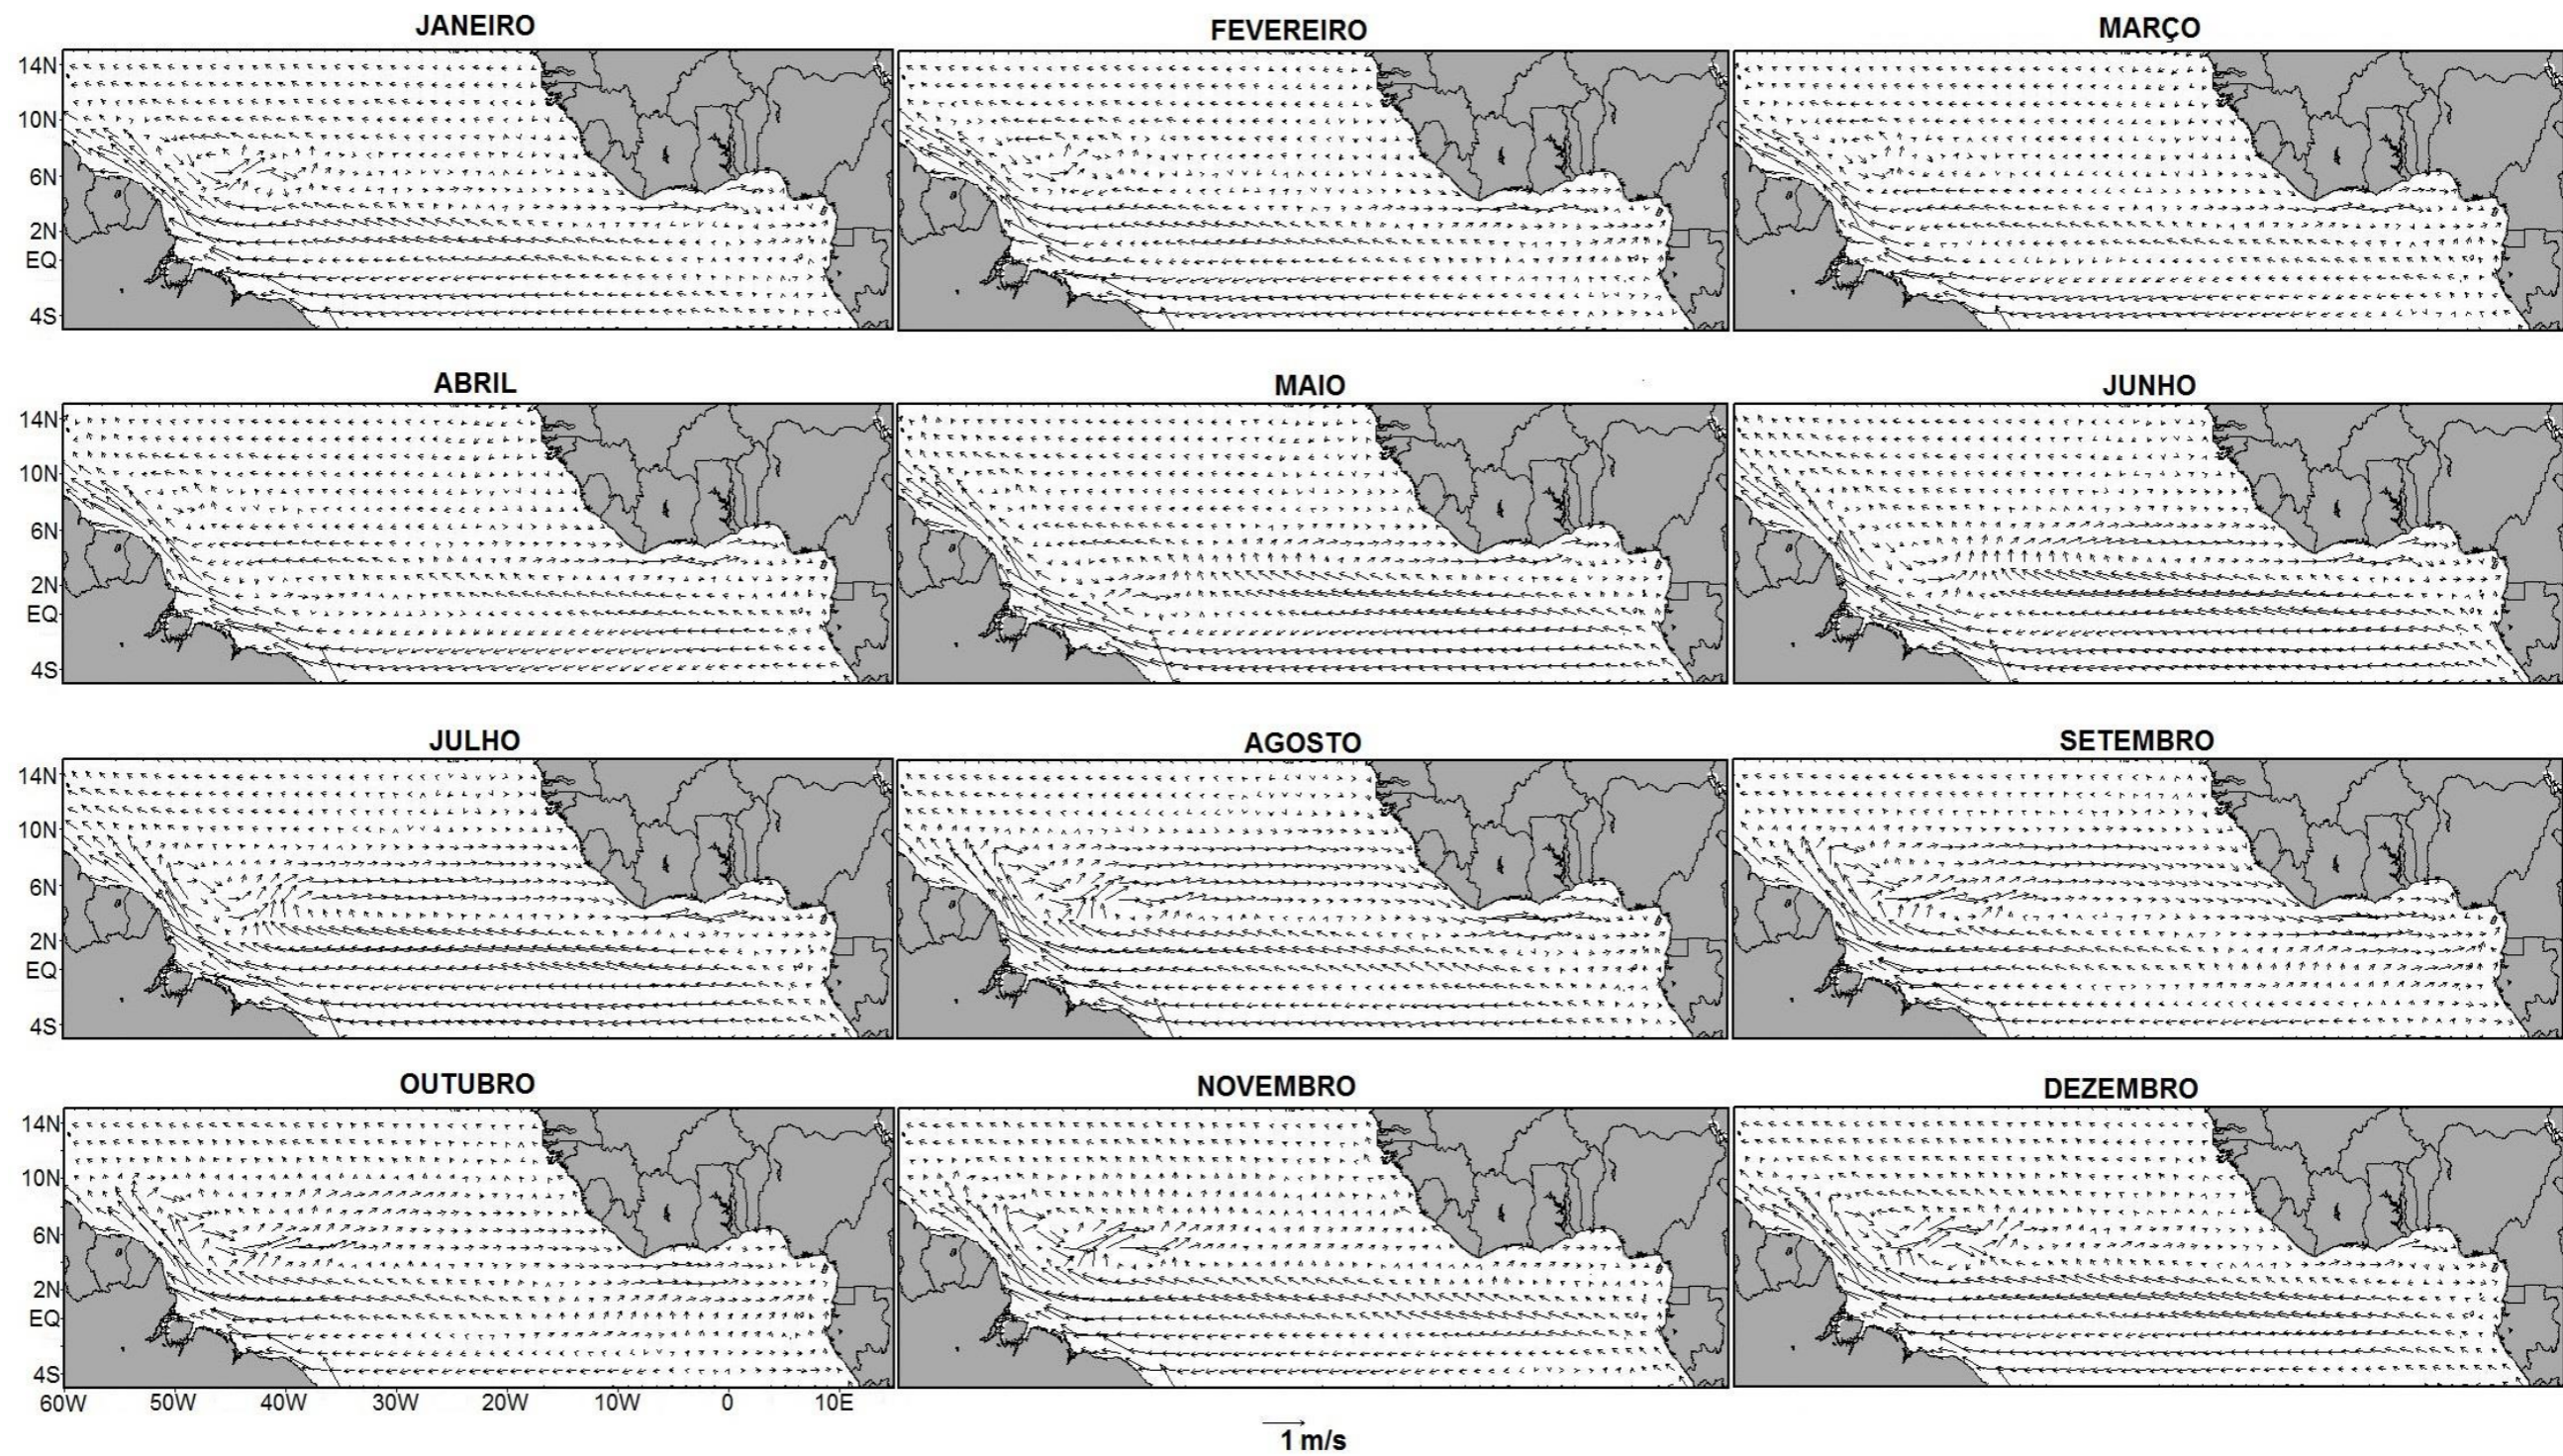 JANEIRO
FEVEREIRO
MARÇO
14N
10N
6N
2N
EQ
4S
ABRIL
MAIO
JUNHO
14N
10N
6N
2N
EQ
4S
JULHO
AGOSTO
SETEMBRO
14N
10N
6N
2N
EQ
4S
OUTUBRO
NOVEMBRO
DEZEMBRO
14N
10N
6N
2N
EQ
4S
60W 50W 40W 30W 20W 10W 0 10E
1 m/s